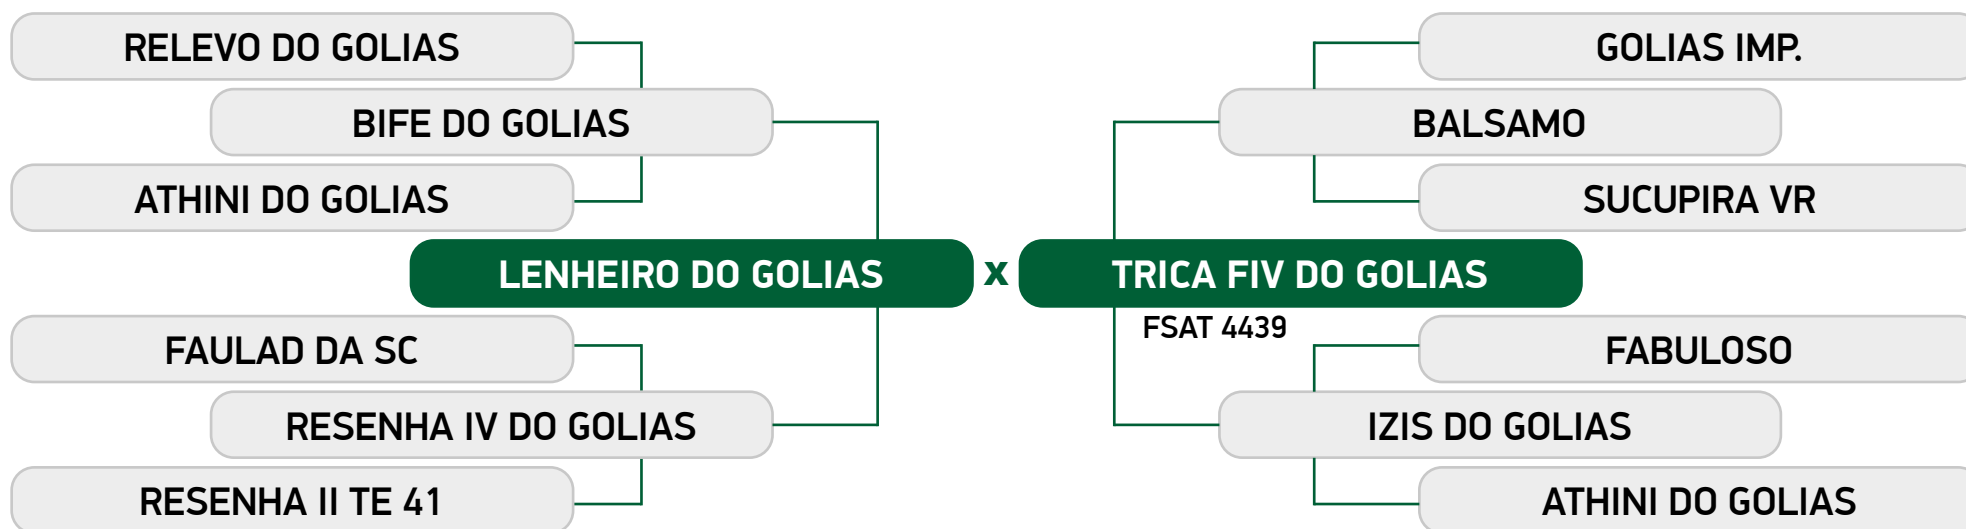 RELEVO DO GOLIAS
BIFE DO GOLIAS
ATHINI DO GOLIAS
LENHEIRO DO GOLIAS
FAULAD DA SC
RESENHA IV DO GOLIAS
RESENHA II TE 41
x
GOLIAS IMP.
BALSAMO
SUCUPIRA VR
TRICA FIV DO GOLIAS
FSAT 4439
FABULOSO
IZIS DO GOLIAS
ATHINI DO GOLIAS